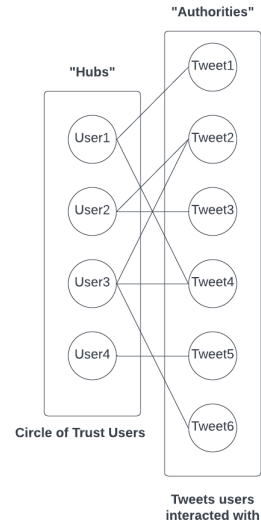 "Authorities"
"Hubs"
Tweet1
User1
Tweet2
User2
Tweet3
User3
Tweet4
User4
Tweet5
Tweet6
Circle of Trust Users
Tweets users
interacted with